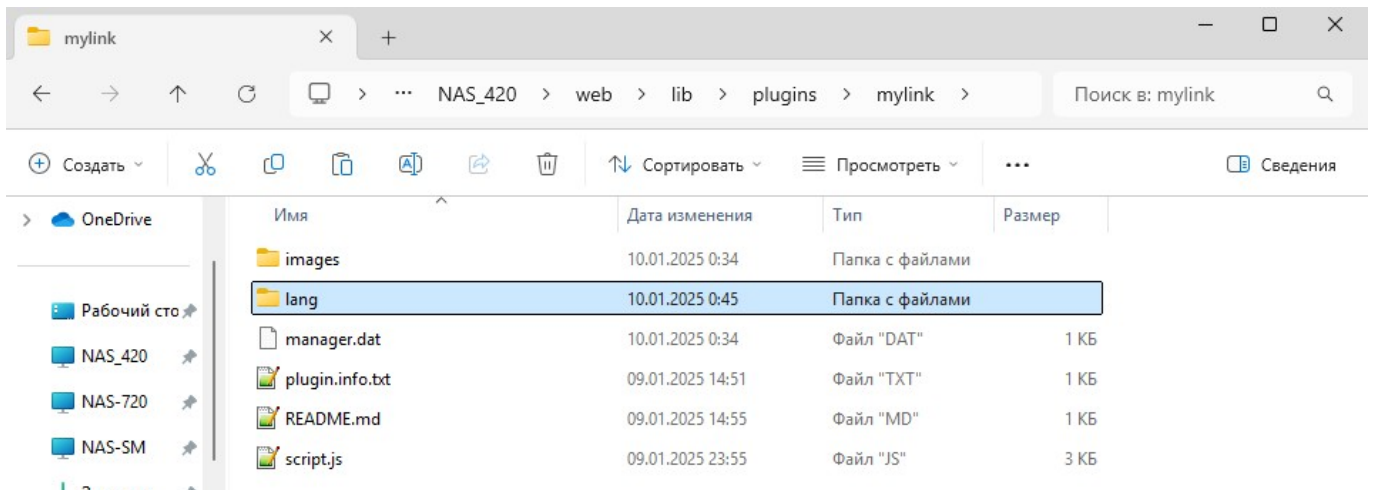 mylink
NAS_420 > web > lib > plugins > mylink >
Поиск в: mylink
Создать
Сортировать
Просмотреть
Сведения
OneDrive
Рабочий сто
NAS_420
NAS-720
NAS-SM
Имя Дата изменения Тип Размер
images 10.01.2025 0:34 Папка с файлами
lang 10.01.2025 0:45 Папка с файлами
manager.dat 10.01.2025 0:34 Файл "DAT" 1 КБ
plugin.info.txt 09.01.2025 14:51 Файл "TXT" 1 КБ
README.md 09.01.2025 14:55 Файл "MD" 1 КБ
script.js 09.01.2025 23:55 Файл "JS" 3 КБ